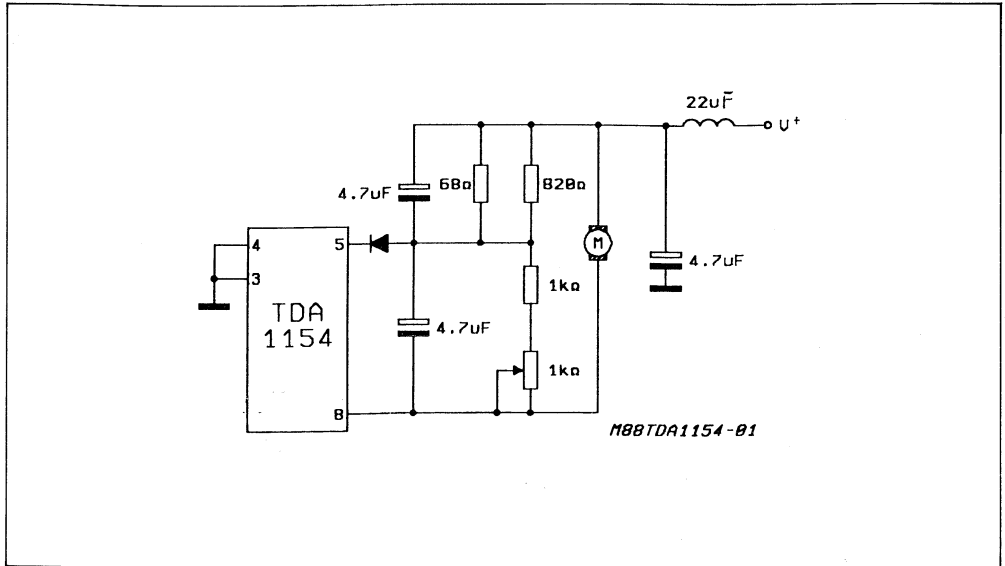 22uF
V⁺
4.7uF
68Ω
820Ω
4
5
M
3
4.7uF
1kΩ
TDA
1154
4.7uF
1kΩ
8
M88TDA1154-01